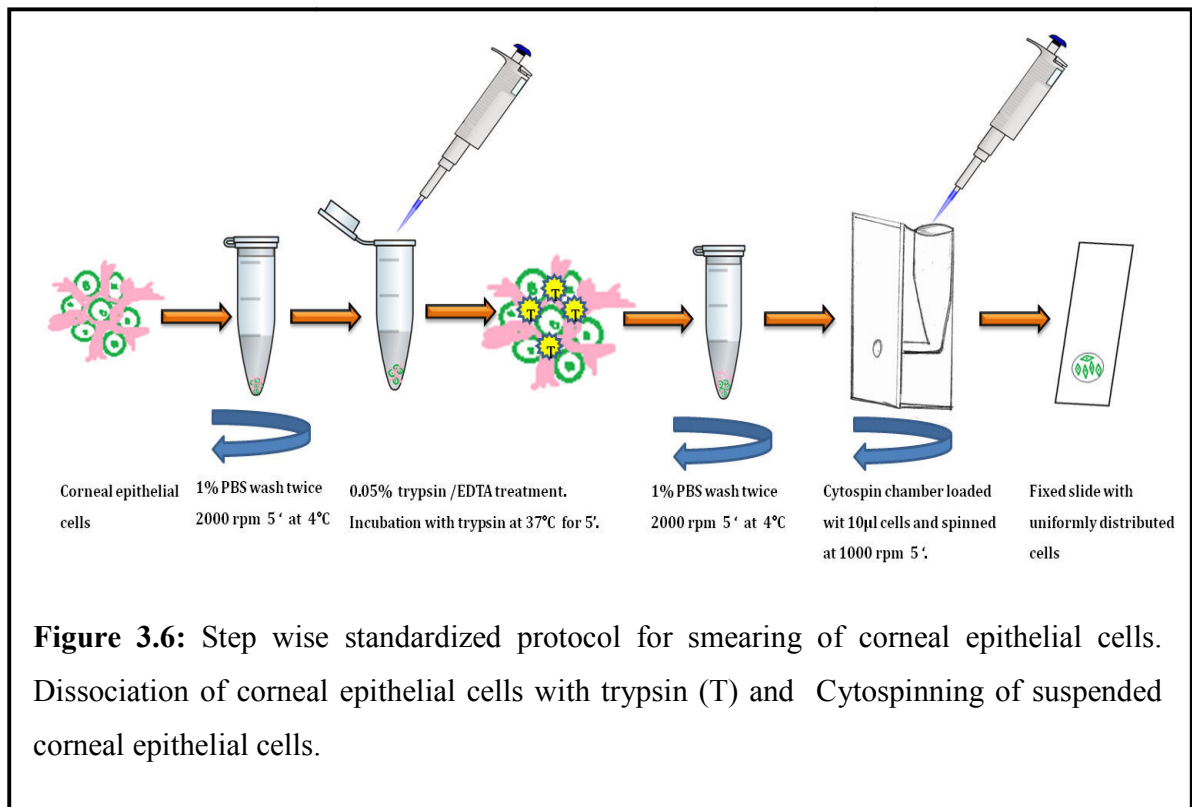 T
T
T
T
Corneal epithelial
cells
1% PBS wash twice
2000 rpm 5 ‘ at 4°C
0.05% trypsin /EDTA treatment.
Incubation with trypsin at 37°C for 5’.
1% PBS wash twice
2000 rpm 5 ‘ at 4°C
Cytospin chamber loaded
wit 10µl cells and spinned
at 1000 rpm 5 ‘.
Fixed slide with
uniformly distributed
cells
Figure 3.6: Step wise standardized protocol for smearing of corneal epithelial cells.
Dissociation of corneal epithelial cells with trypsin (T) and Cytospinning of suspended
corneal epithelial cells.